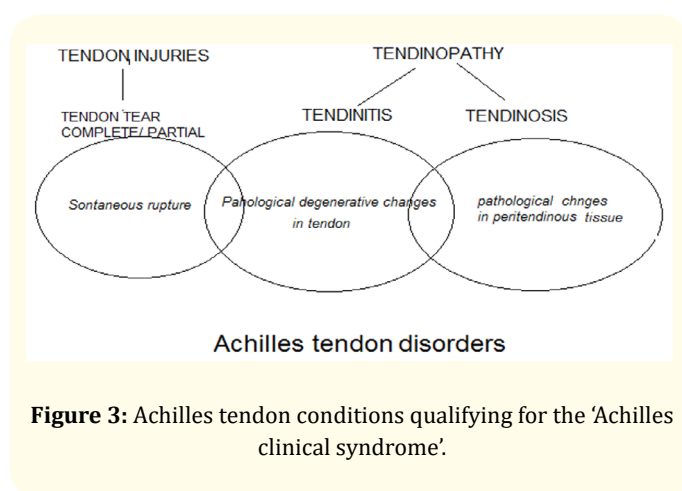 TENDON INJURIES
TENDINOPATHY
TENDON TEAR
COMPLETE/ PARTIAL
TENDINITIS
TENDINOSIS
Sontaneous rupture
Pahological degenerative changes
in tendon
pathological chnges
in peritendinous tissue
Achilles tendon disorders
Figure 3: Achilles tendon conditions qualifying for the ‘Achilles
clinical syndrome’.